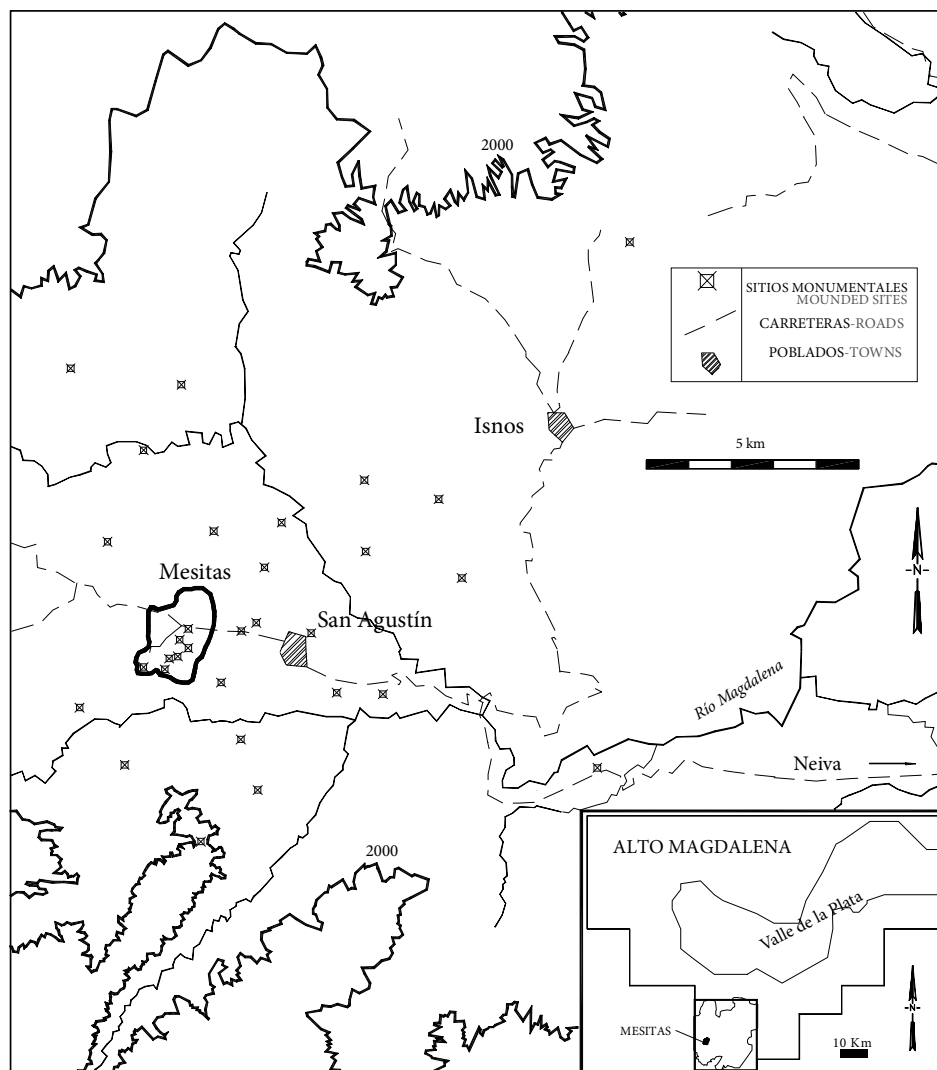 2000
SITIOS MONUMENTALES
MOUNDED SITES
CARRETERAS-ROADS
POBLADOS-TOWNS
Isnos
5 km
N
Mesitas
San Agustín
Río Magdalena
Neiva
2000
ALTO MAGDALENA
Valle de la Plata
N
MESITAS
10 Km